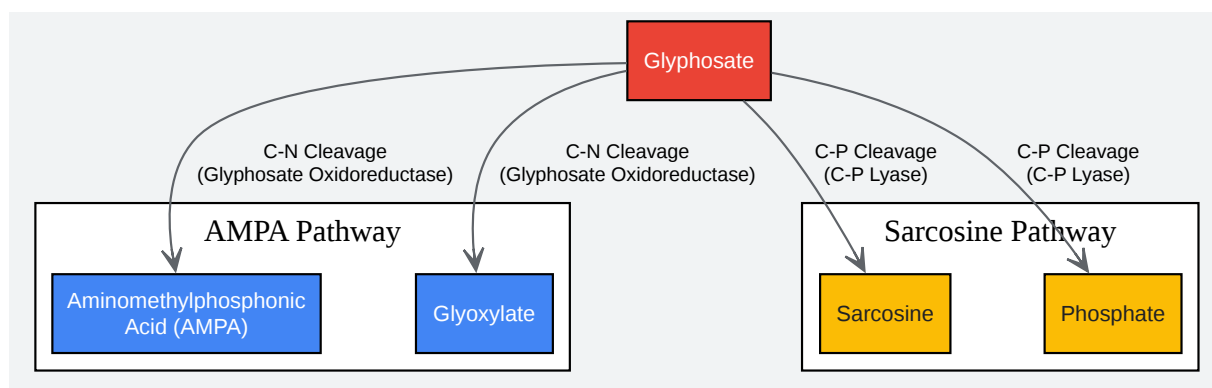 Glyphosate
C-N Cleavage
(Glyphosate Oxidoreductase)
C-N Cleavage
(Glyphosate Oxidoreductase)
C-P Cleavage
(C-P Lyase)
C-P Cleavage
(C-P Lyase)
AMPA Pathway
Aminomethylphosphonic
Acid (AMPA)
Glyoxylate
Sarcosine Pathway
Sarcosine
Phosphate